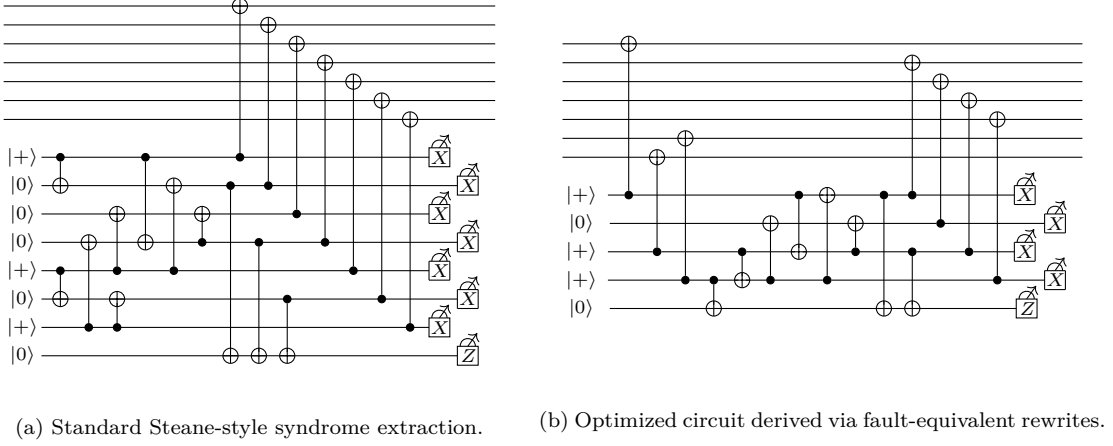 |+⟩ X
|0⟩ X
|0⟩ X
|0⟩ X
|+⟩ X
|0⟩ X
|+⟩ X
|0⟩ Z
(a) Standard Steane-style syndrome extraction.
|+⟩ X
|0⟩ X
|+⟩ X
|+⟩ X
|0⟩ Z
(b) Optimized circuit derived via fault-equivalent rewrites.